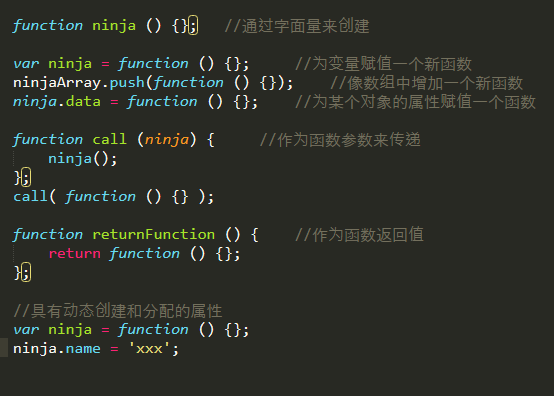 function ninja () {};   //通过字面量来创建
var ninja = function () {};     //为变量赋值一个新函数
ninjaArray.push(function () {});    //像数组中增加一个新函数
ninja.data = function () {};    //为某个对象的属性赋值一个函数
function call (ninja) {     //作为函数参数来传递
    ninja();
};
call( function () {} );
function returnFunction () {    //作为函数返回值
    return function () {};
};
//具有动态创建和分配的属性
var ninja = function () {};
ninja.name = 'xxx';